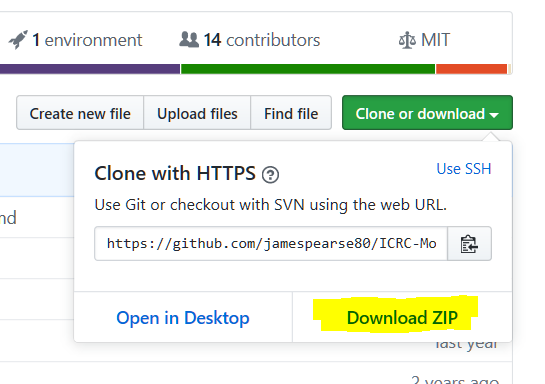 1 environment 14 contributors MIT
Create new file Upload files Find file Clone or download
Clone with HTTPS ? Use SSH
Use Git or checkout with SVN using the web URL.
md
https://github.com/jamespearse80/ICRC-Mo
Open in Desktop Download ZIP
last year
2 years ago